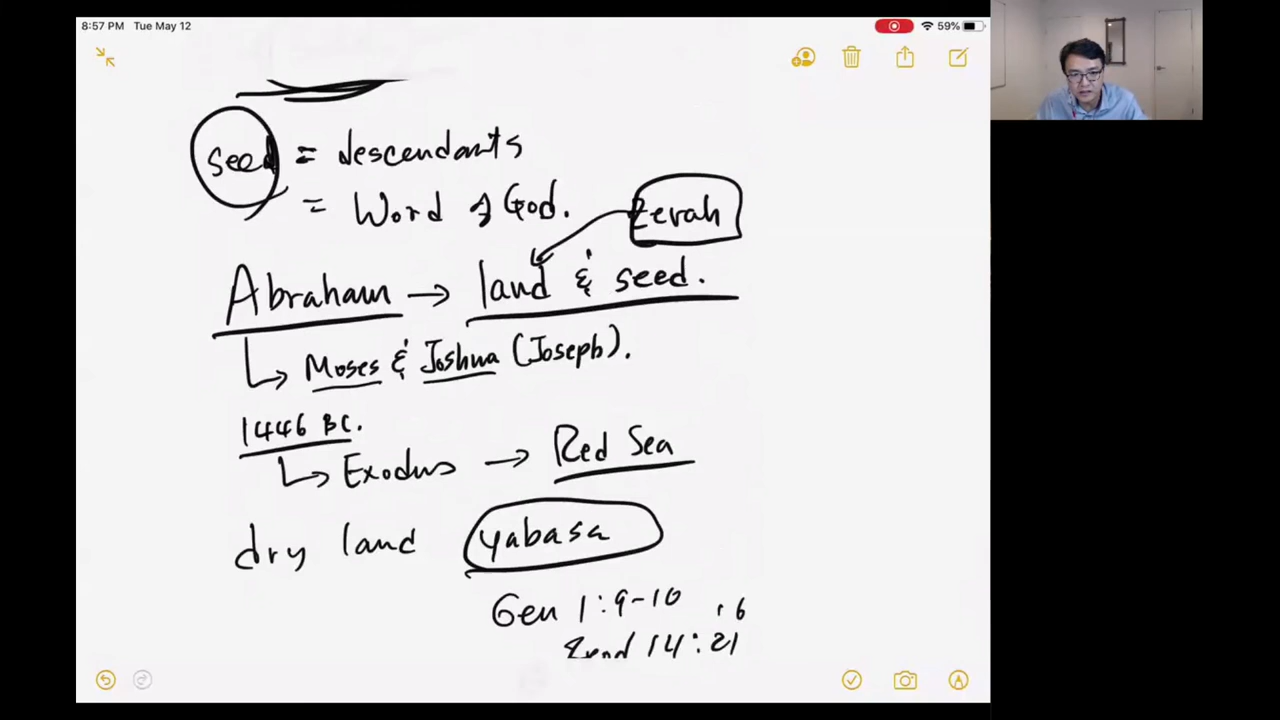 8:57 PM Tue May 12
59%
seed = descendants
= Word of God.
zerah
Abraham → land & seed.
Moses & Joshua (Joseph).
1446 BC.
Exodus → Red Sea
dry land yabasa
Gen 1:9-10
14:21